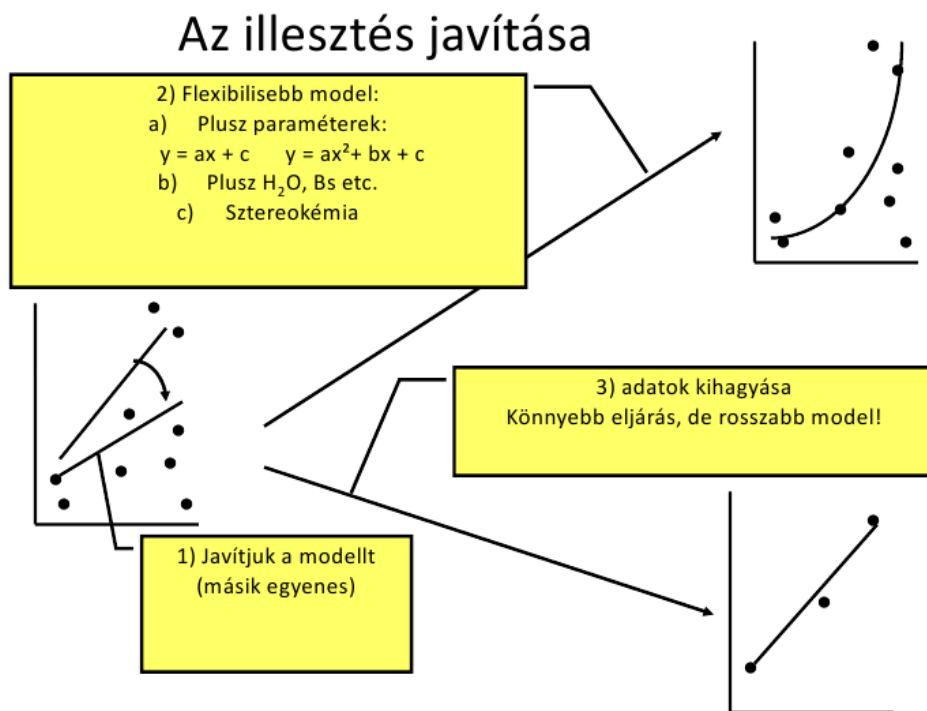 Az illesztés javítása
2) Flexibilisebb model:
a) Plusz paraméterek:
y = ax + c y = ax²+ bx + c
b) Plusz H₂O, Bs etc.
c) Sztereokémia
3) adatok kihagyása
Könnyebb eljárás, de rosszabb model!
1) Javítjuk a modellt
(másik egyenes)